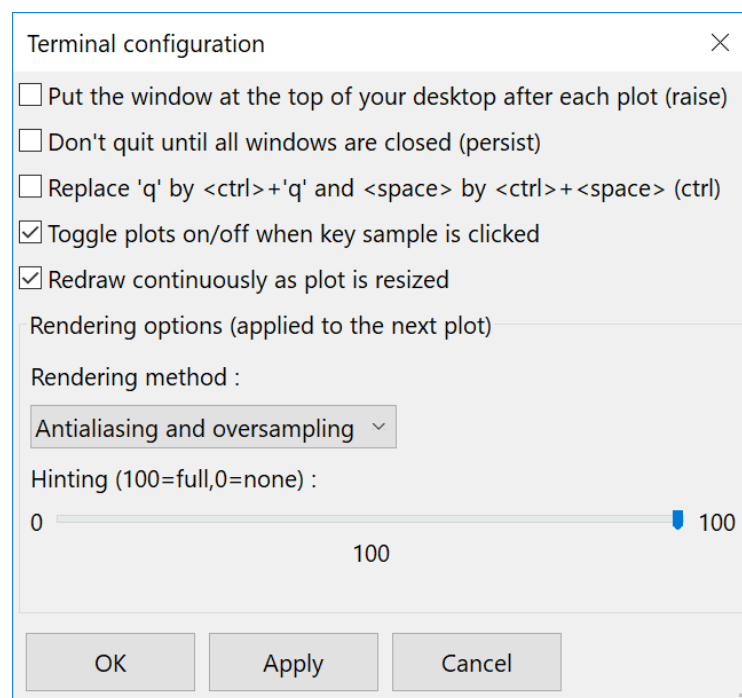 Terminal configuration
Put the window at the top of your desktop after each plot (raise)
Don't quit until all windows are closed (persist)
Replace 'q' by <ctrl>+'q' and <space> by <ctrl>+<space> (ctrl)
Toggle plots on/off when key sample is clicked
Redraw continuously as plot is resized
Rendering options (applied to the next plot)
Rendering method :
Antialiasing and oversampling
Hinting (100=full,0=none) :
0 100
100
OK Apply Cancel